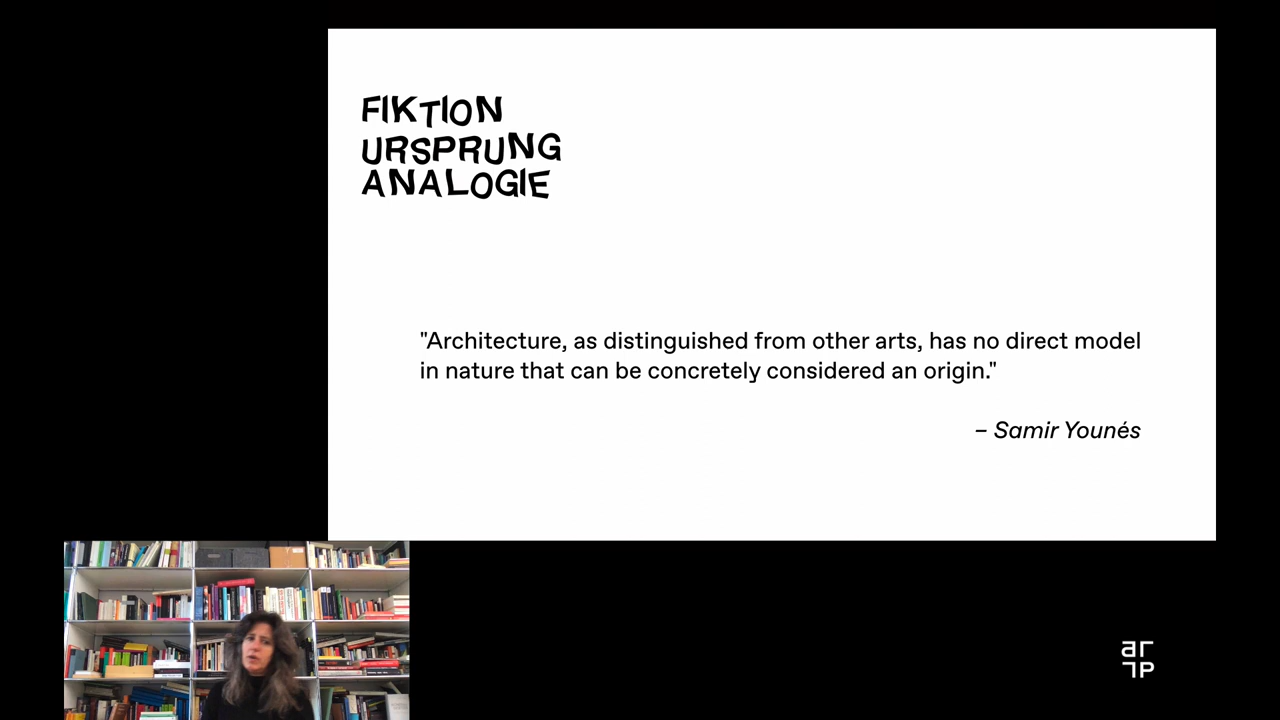 FIKTION
URSPRUNG
ANALOGIE
"Architecture, as distinguished from other arts, has no direct model
in nature that can be concretely considered an origin."
– Samir Younés